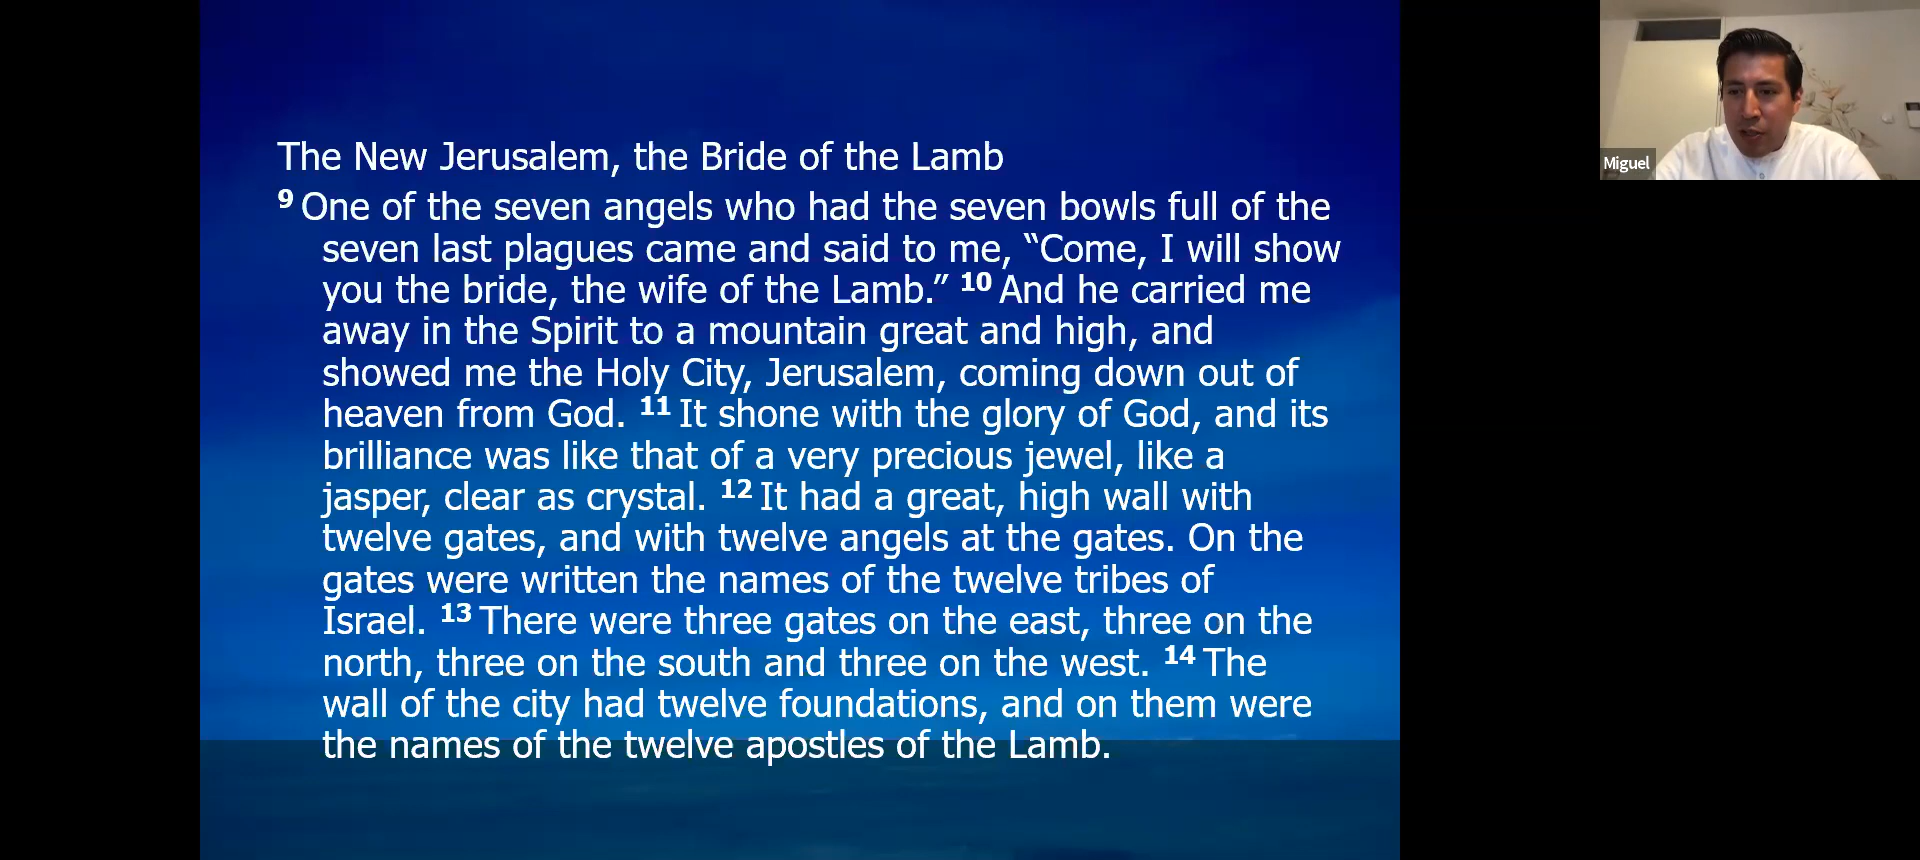 The New Jerusalem, the Bride of the Lamb
9 One of the seven angels who had the seven bowls full of the
seven last plagues came and said to me, “Come, I will show
you the bride, the wife of the Lamb.” 10 And he carried me
away in the Spirit to a mountain great and high, and
showed me the Holy City, Jerusalem, coming down out of
heaven from God. 11 It shone with the glory of God, and its
brilliance was like that of a very precious jewel, like a
jasper, clear as crystal. 12 It had a great, high wall with
twelve gates, and with twelve angels at the gates. On the
gates were written the names of the twelve tribes of
Israel. 13 There were three gates on the east, three on the
north, three on the south and three on the west. 14 The
wall of the city had twelve foundations, and on them were
the names of the twelve apostles of the Lamb.
Miguel